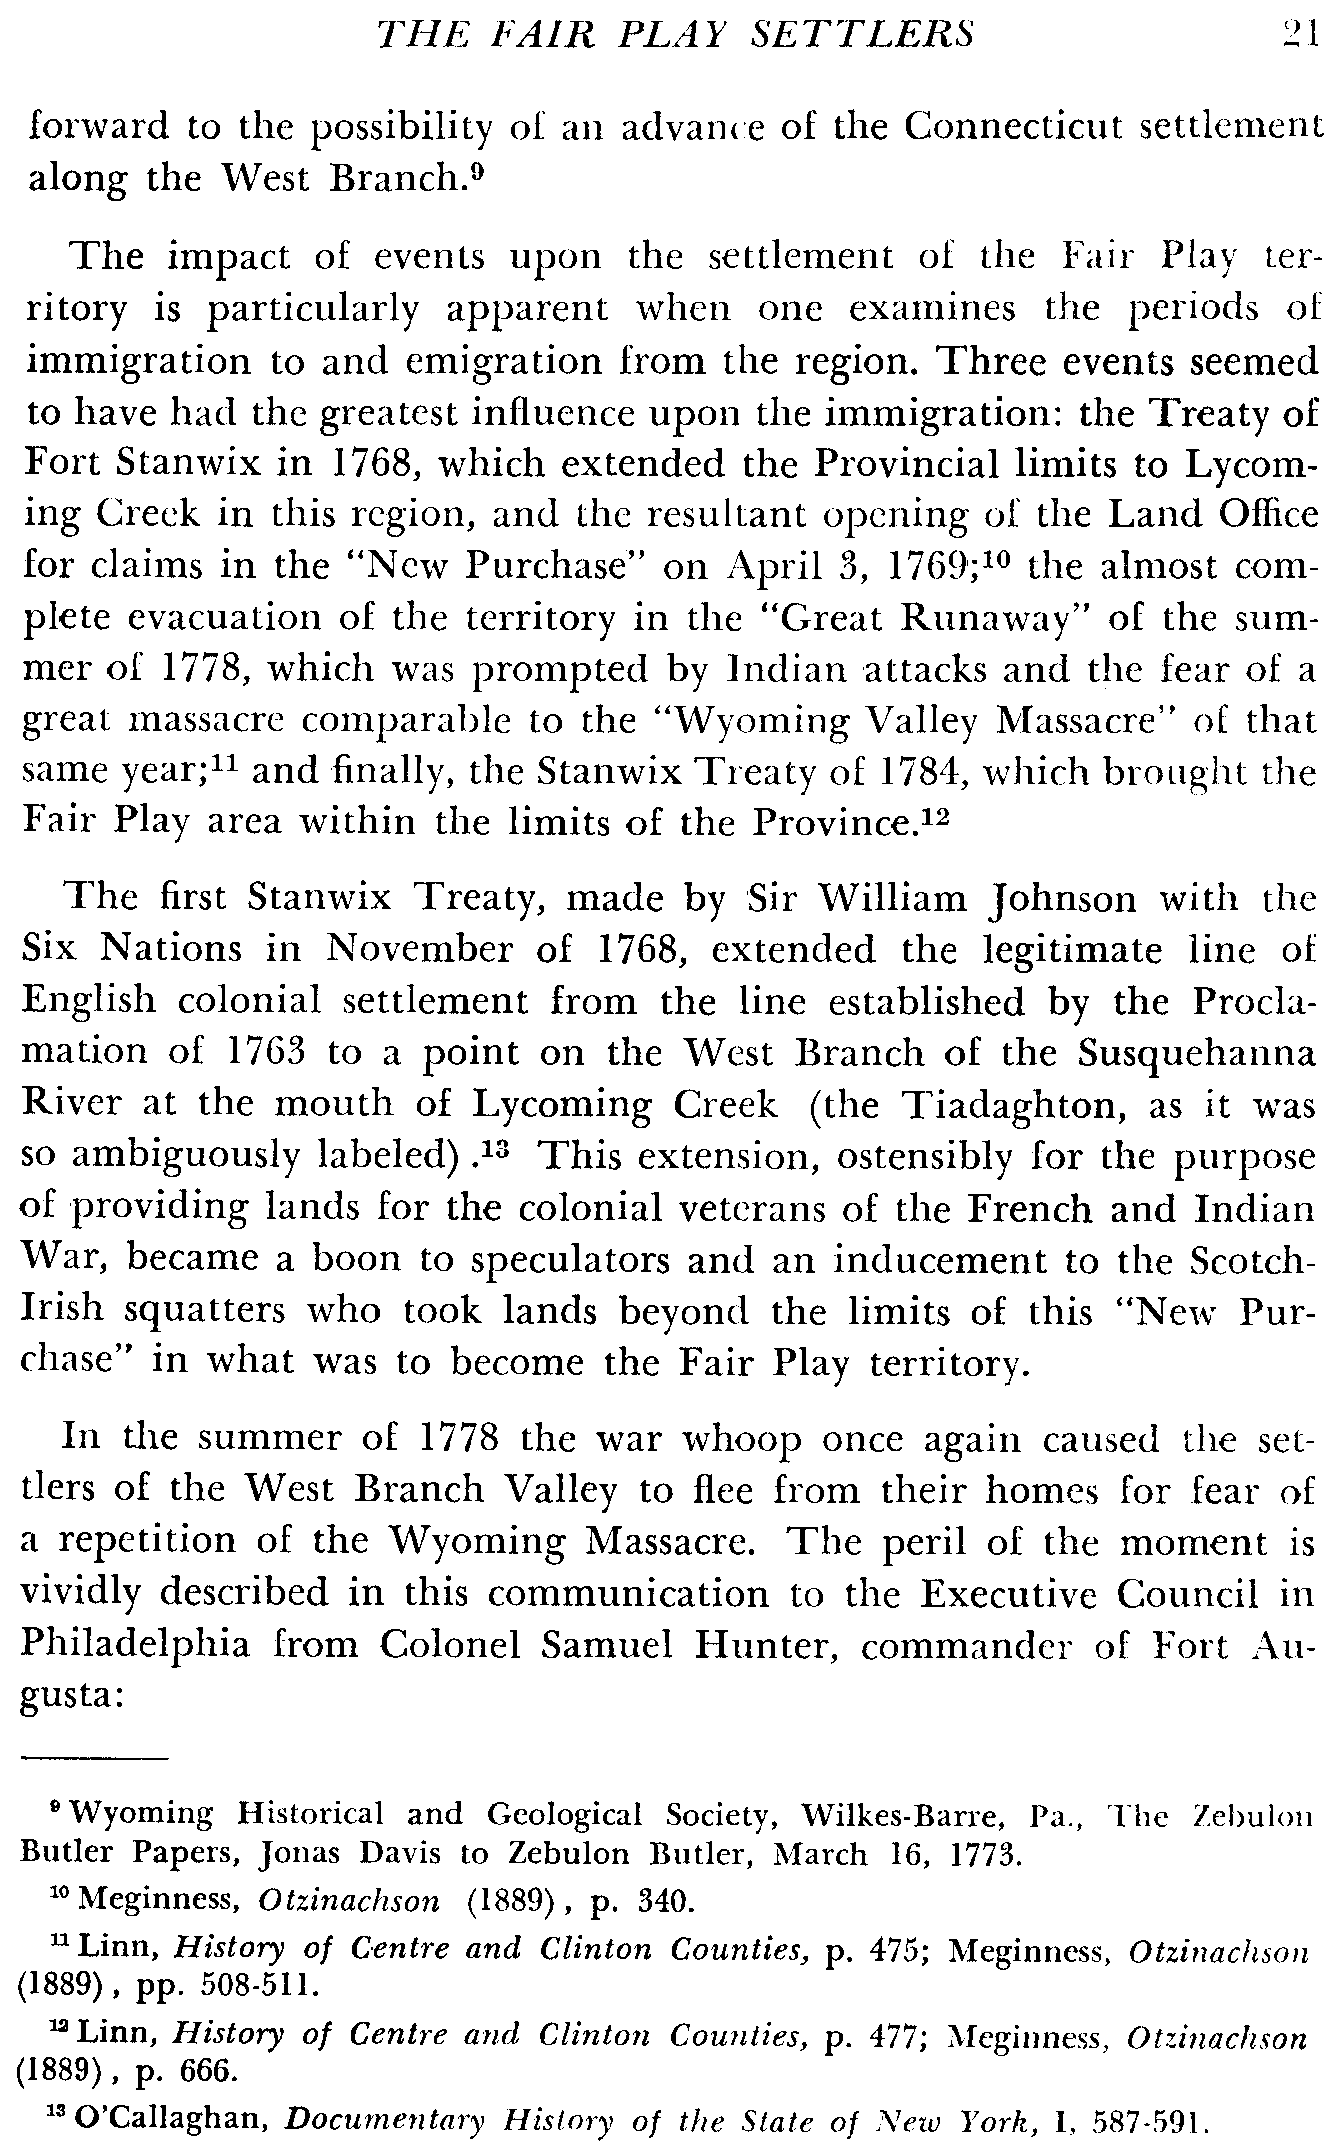 THE FAIR PLAY SETTLERS 21
forward to the possibility of an advance of the Connecticut settlement
along the West Branch.⁹
The impact of events upon the settlement of the Fair Play ter-
ritory is particularly apparent when one examines the periods of
immigration to and emigration from the region. Three events seemed
to have had the greatest influence upon the immigration: the Treaty of
Fort Stanwix in 1768, which extended the Provincial limits to Lycom-
ing Creek in this region, and the resultant opening of the Land Office
for claims in the “New Purchase” on April 3, 1769;¹⁰ the almost com-
plete evacuation of the territory in the “Great Runaway” of the sum-
mer of 1778, which was prompted by Indian attacks and the fear of a
great massacre comparable to the “Wyoming Valley Massacre” of that
same year;¹¹ and finally, the Stanwix Treaty of 1784, which brought the
Fair Play area within the limits of the Province.¹²
The first Stanwix Treaty, made by Sir William Johnson with the
Six Nations in November of 1768, extended the legitimate line of
English colonial settlement from the line established by the Procla-
mation of 1763 to a point on the West Branch of the Susquehanna
River at the mouth of Lycoming Creek (the Tiadaghton, as it was
so ambiguously labeled).¹³ This extension, ostensibly for the purpose
of providing lands for the colonial veterans of the French and Indian
War, became a boon to speculators and an inducement to the Scotch-
Irish squatters who took lands beyond the limits of this “New Pur-
chase” in what was to become the Fair Play territory.
In the summer of 1778 the war whoop once again caused the set-
tlers of the West Branch Valley to flee from their homes for fear of
a repetition of the Wyoming Massacre. The peril of the moment is
vividly described in this communication to the Executive Council in
Philadelphia from Colonel Samuel Hunter, commander of Fort Au-
gusta:
⁹ Wyoming Historical and Geological Society, Wilkes-Barre, Pa., The Zebulon
Butler Papers, Jonas Davis to Zebulon Butler, March 16, 1773.
¹⁰ Meginness, Otzinachson (1889), p. 340.
¹¹ Linn, History of Centre and Clinton Counties, p. 475; Meginness, Otzinachson
(1889), pp. 508-511.
¹² Linn, History of Centre and Clinton Counties, p. 477; Meginness, Otzinachson
(1889), p. 666.
¹³ O'Callaghan, Documentary History of the State of New York, I, 587-591.